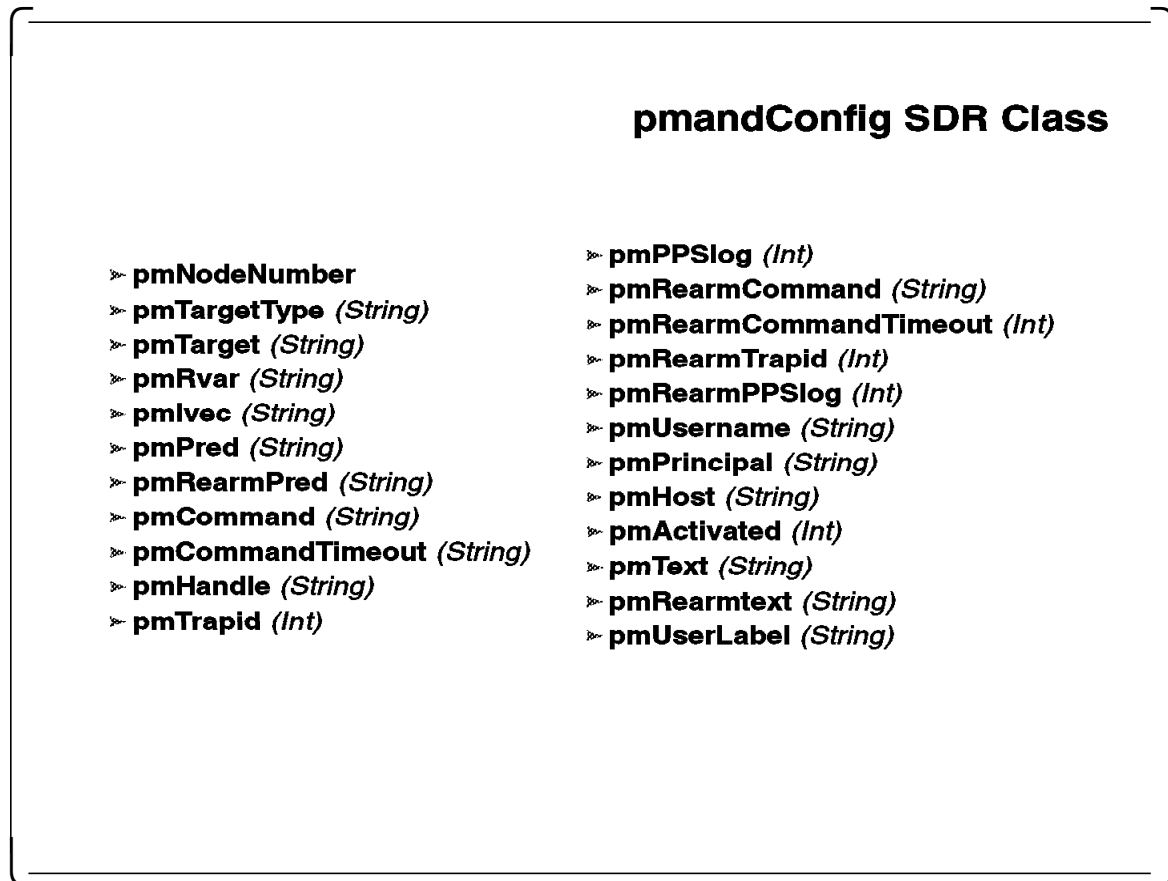 pmandConfig SDR Class
pmNodeNumber
pmTargetType (String)
pmTarget (String)
pmRvar (String)
pmIvec (String)
pmPred (String)
pmRearmPred (String)
pmCommand (String)
pmCommandTimeout (String)
pmHandle (String)
pmTrapid (Int)
pmPPSlog (Int)
pmRearmCommand (String)
pmRearmCommandTimeout (Int)
pmRearmTrapid (Int)
pmRearmPPSlog (Int)
pmUsername (String)
pmPrincipal (String)
pmHost (String)
pmActivated (Int)
pmText (String)
pmRearmtext (String)
pmUserLabel (String)